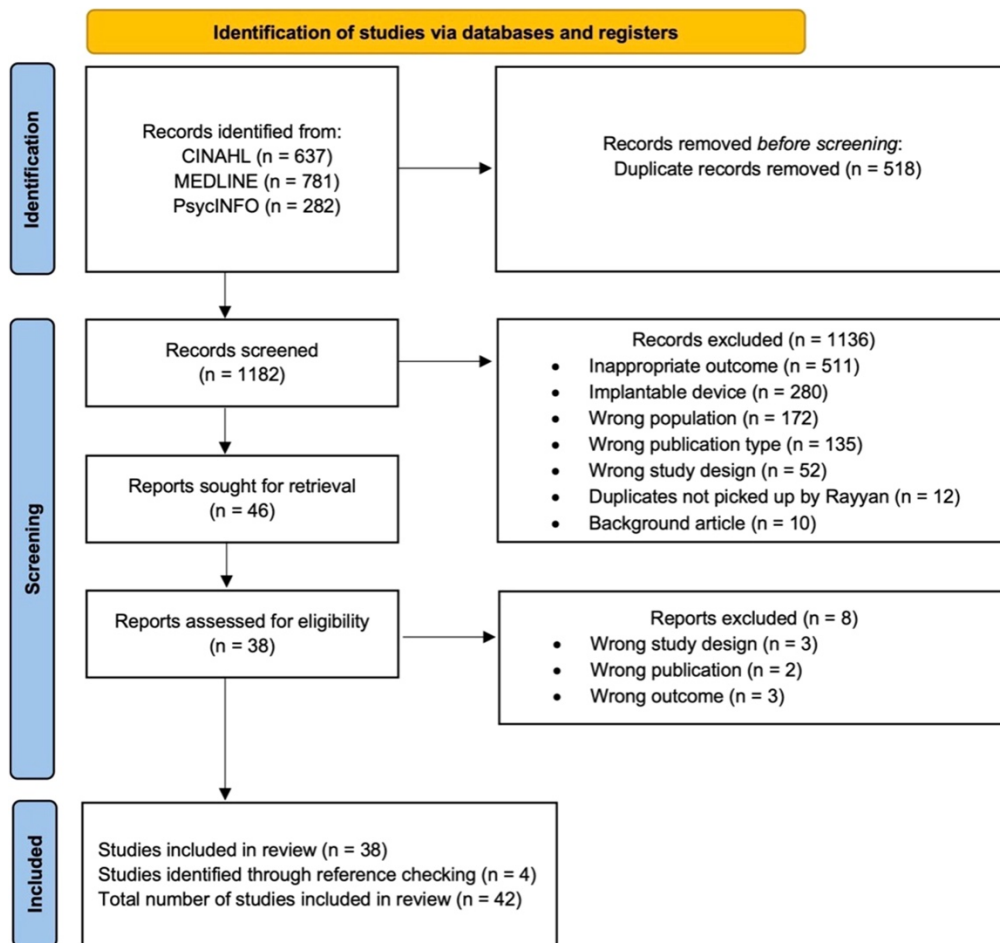 Identification of studies via databases and registers
Identification
Records identified from:
CINAHL (n = 637)
MEDLINE (n = 781)
PsycINFO (n = 282)
Records removed before screening:
Duplicate records removed (n = 518)
Screening
Records screened
(n = 1182)
Records excluded (n = 1136)
• Inappropriate outcome (n = 511)
• Implantable device (n = 280)
• Wrong population (n = 172)
• Wrong publication type (n = 135)
• Wrong study design (n = 52)
• Duplicates not picked up by Rayyan (n = 12)
• Background article (n = 10)
Reports sought for retrieval
(n = 46)
Reports assessed for eligibility
(n = 38)
Reports excluded (n = 8)
• Wrong study design (n = 3)
• Wrong publication (n = 2)
• Wrong outcome (n = 3)
Included
Studies included in review (n = 38)
Studies identified through reference checking (n = 4)
Total number of studies included in review (n = 42)